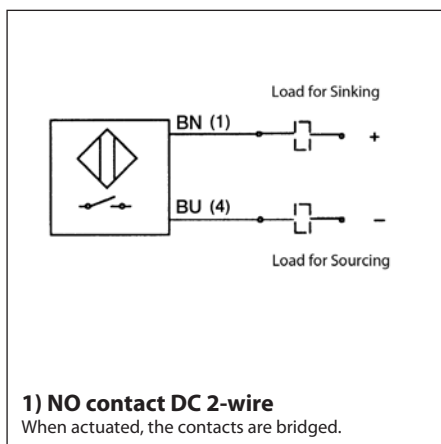 Load for Sinking
BN (1)
+
BU (4)
–
Load for Sourcing
1) NO contact DC 2-wire
When actuated, the contacts are bridged.